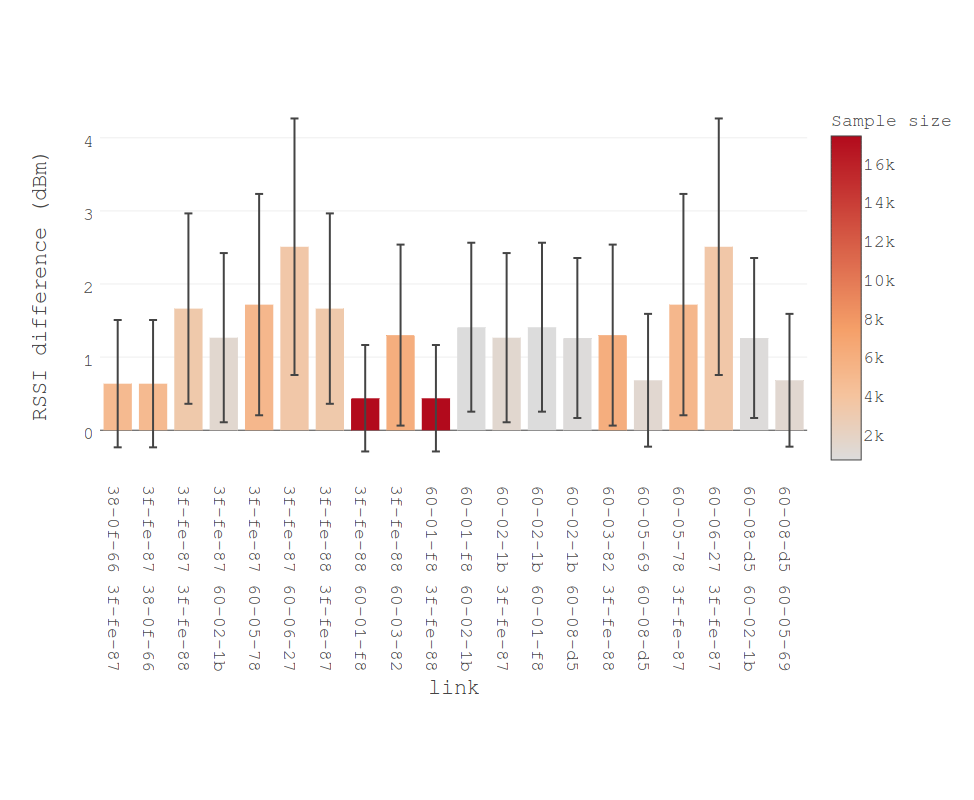 Sample size
16k
14k
12k
10k
8k
6k
4k
2k
RSSI difference (dBm)
4
3
2
1
0
38-0f-66 3f-fe-87
3f-fe-87 38-0f-66
3f-fe-87 3f-fe-88
3f-fe-87 60-02-1b
3f-fe-87 60-05-78
3f-fe-87 60-06-27
3f-fe-88 3f-fe-87
3f-fe-88 60-01-f8
3f-fe-88 60-03-82
60-01-f8 3f-fe-88
60-01-f8 60-02-1b
60-02-1b 3f-fe-87
60-02-1b 60-01-f8
60-02-1b 60-08-d5
60-03-82 3f-fe-88
60-05-69 60-08-d5
60-05-78 3f-fe-87
60-06-27 3f-fe-87
60-08-d5 60-02-1b
60-08-d5 60-05-69
link